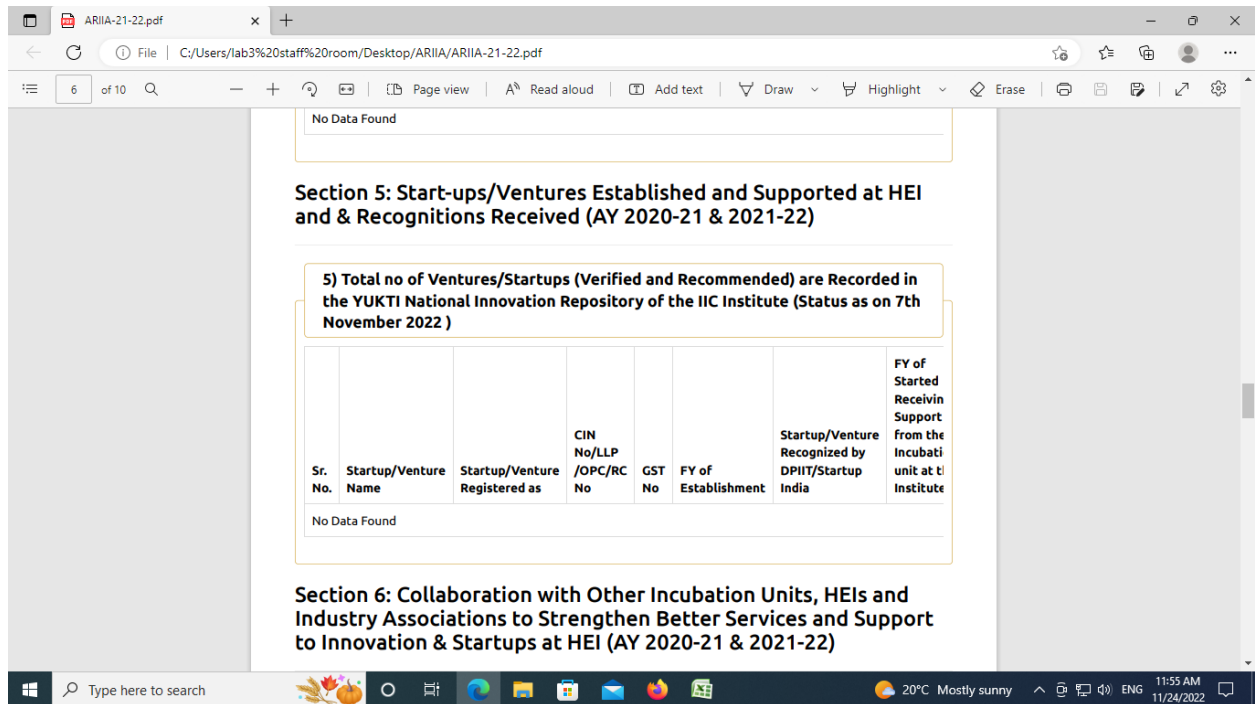 ARIIA-21-22.pdf
File | C:/Users/lab3%20staff%20room/Desktop/ARIIA/ARIIA-21-22.pdf
6 of 10 Page view Read aloud Add text Draw Highlight Erase
No Data Found
Section 5: Start-ups/Ventures Established and Supported at HEI
and & Recognitions Received (AY 2020-21 & 2021-22)
5) Total no of Ventures/Startups (Verified and Recommended) are Recorded in
the YUKTI National Innovation Repository of the IIC Institute (Status as on 7th
November 2022 )
FY of
Started
Receivin
Support
CIN Startup/Venture from the
No/LLP Recognized by Incubati
Sr. Startup/Venture Startup/Venture /OPC/RC GST FY of DPIIT/Startup unit at t
No. Name Registered as No No Establishment India Institute
No Data Found
Section 6: Collaboration with Other Incubation Units, HEIs and
Industry Associations to Strengthen Better Services and Support
to Innovation & Startups at HEI (AY 2020-21 & 2021-22)
Type here to search 20°C Mostly sunny ENG 11:55 AM
11/24/2022